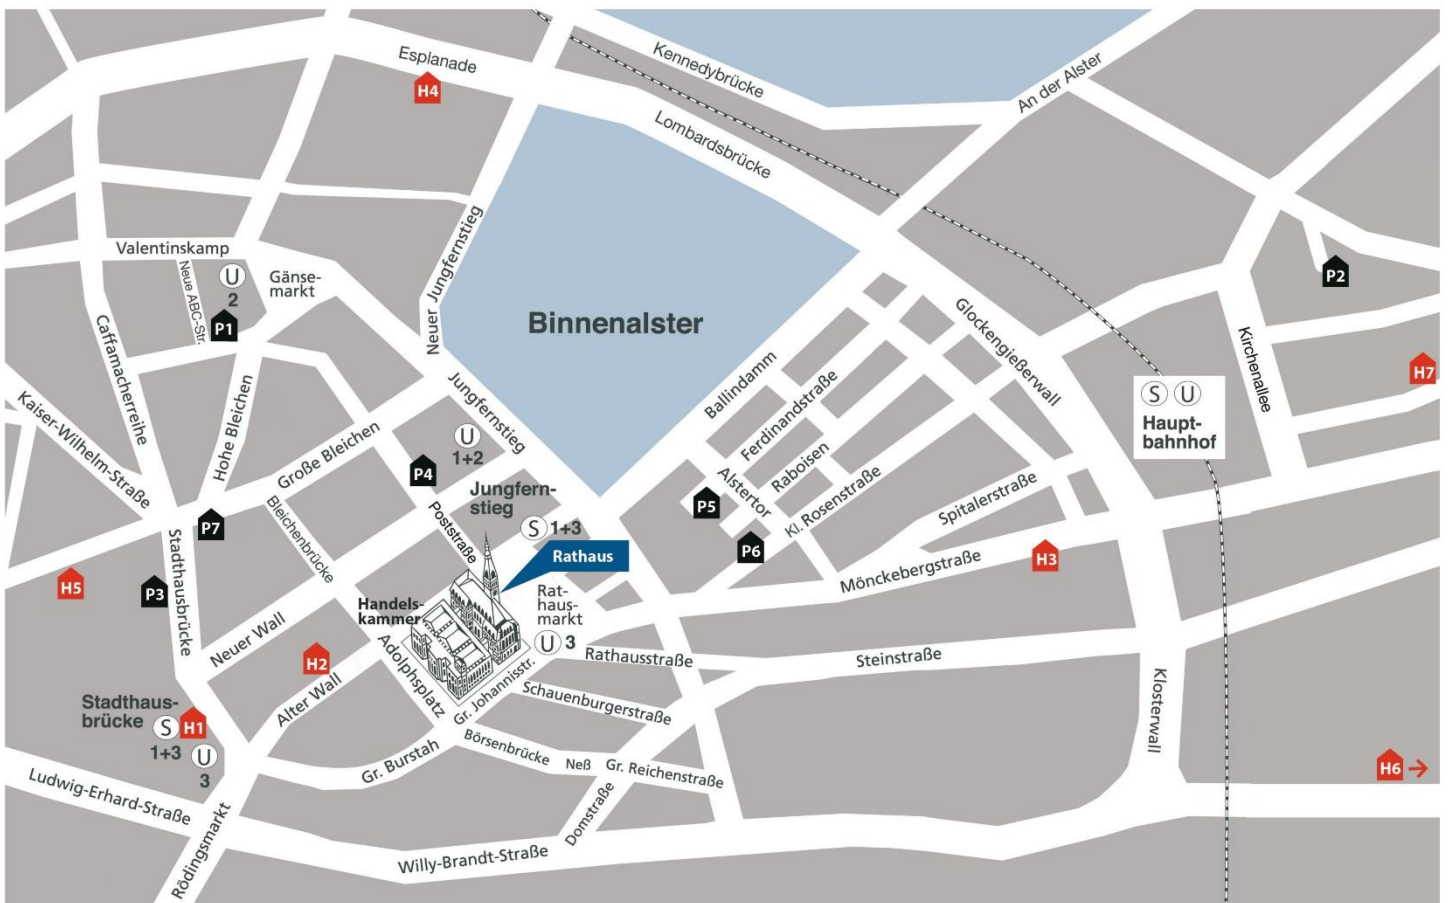 Esplanade
H4
Kennedybrücke
An der Alster
Lombardsbrücke
Valentinskamp
Neue ABC-Str.
U
2
Gänse-
markt
P1
Neuer Jungfernstieg
Binnenalster
P2
Glockengießerwall
Kirchenallee
H7
S U
Haupt-
bahnhof
Caffamacherreihe
Kaiser-Wilhelm-Straße
Hohe Bleichen
Große Bleichen
Jungfernstieg
U
1+2
P4
Jungfern-
stieg
S 1+3
Ballindamm
Ferdinandstraße
Raboisen
Alstertor
Kl. Rosenstraße
P5
P6
Spitalerstraße
Mönckebergstraße
H3
P7
Bleichenbrücke
Poststraße
Rathaus
H5
P3
Stadthausbrücke
Handels-
kammer
Rat-
haus-
markt
U 3
Neuer Wall
H2
Alter Wall
Adolphsplatz
Gr. Johannisstr.
Rathausstraße
Steinstraße
Schauenburgerstraße
Klosterwall
Stadthaus-
brücke
S
1+3
H1
U
3
Gr. Burstah
Börsenbrücke
Neß
Gr. Reichenstraße
H6
Ludwig-Erhard-Straße
Rödingsmarkt
Domstraße
Willy-Brandt-Straße